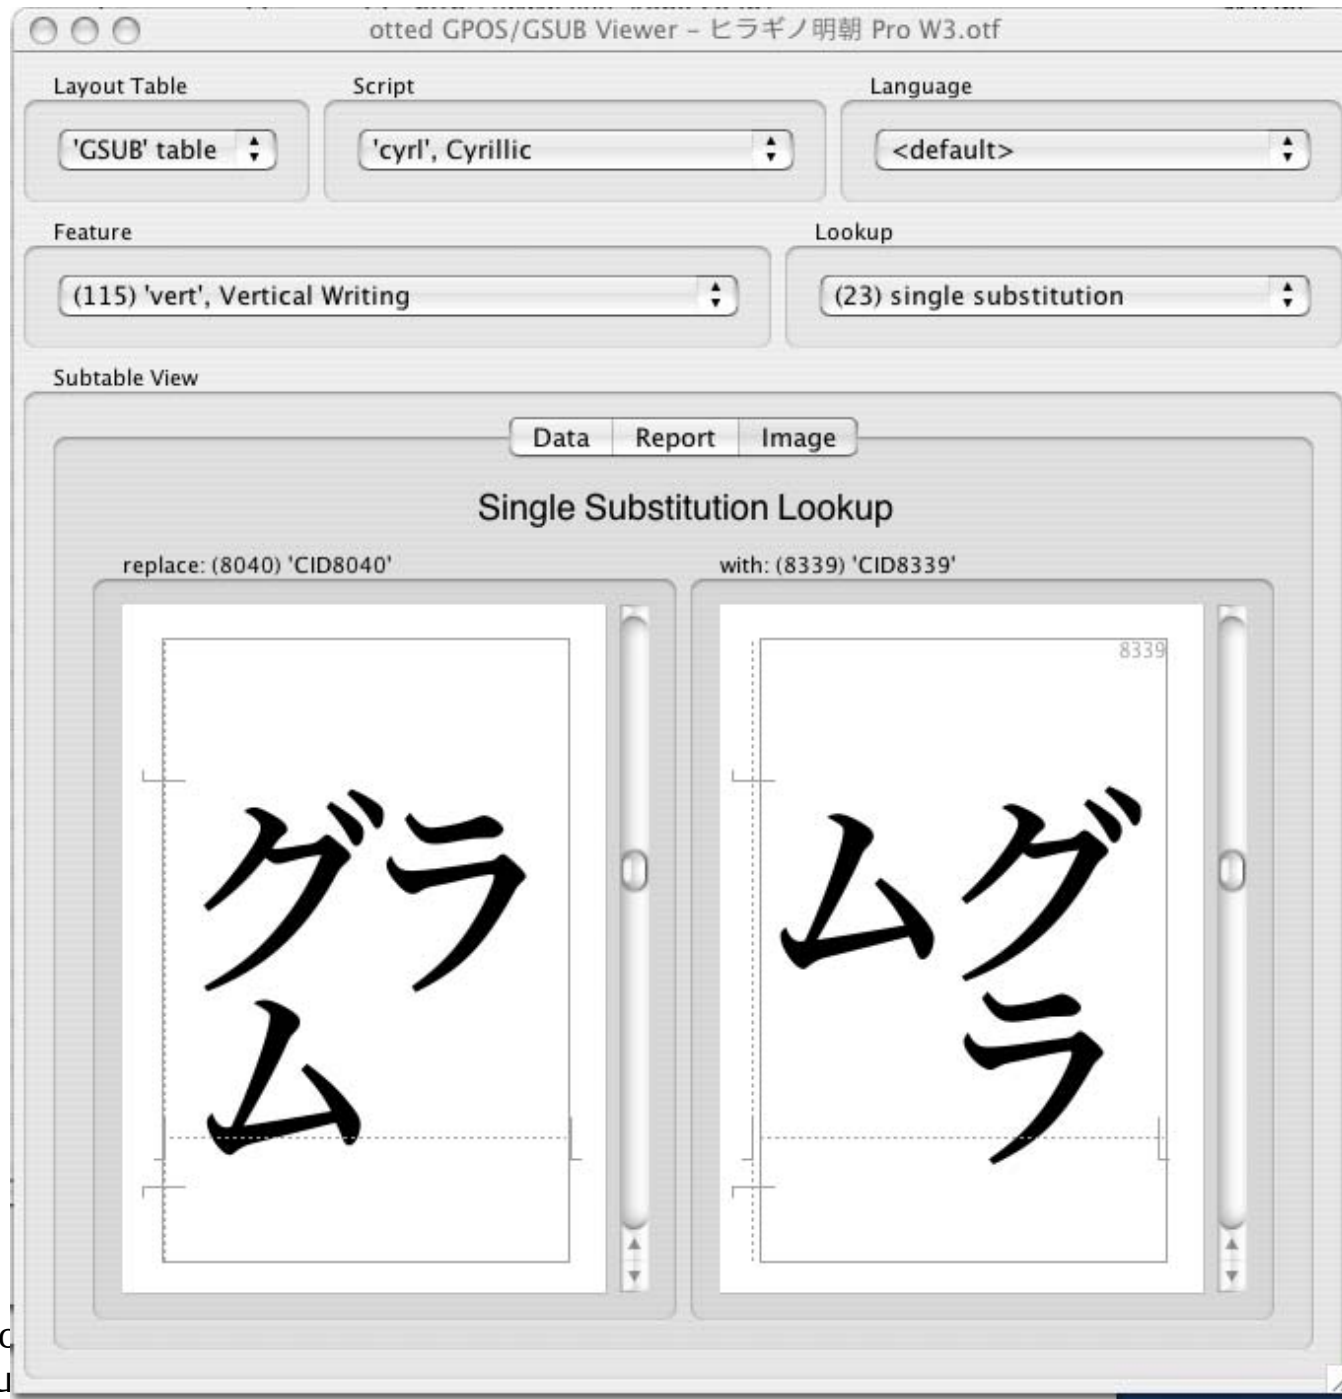 otted GPOS/GSUB Viewer – ヒラギノ明朝 Pro W3.otf
Layout Table
Script
Language
'GSUB' table
'cyrl', Cyrillic
<default>
Feature
Lookup
(115) 'vert', Vertical Writing
(23) single substitution
Subtable View
Data
Report
Image
Single Substitution Lookup
replace: (8040) 'CID8040'
with: (8339) 'CID8339'
グラ
ム
8339
グラ
ム